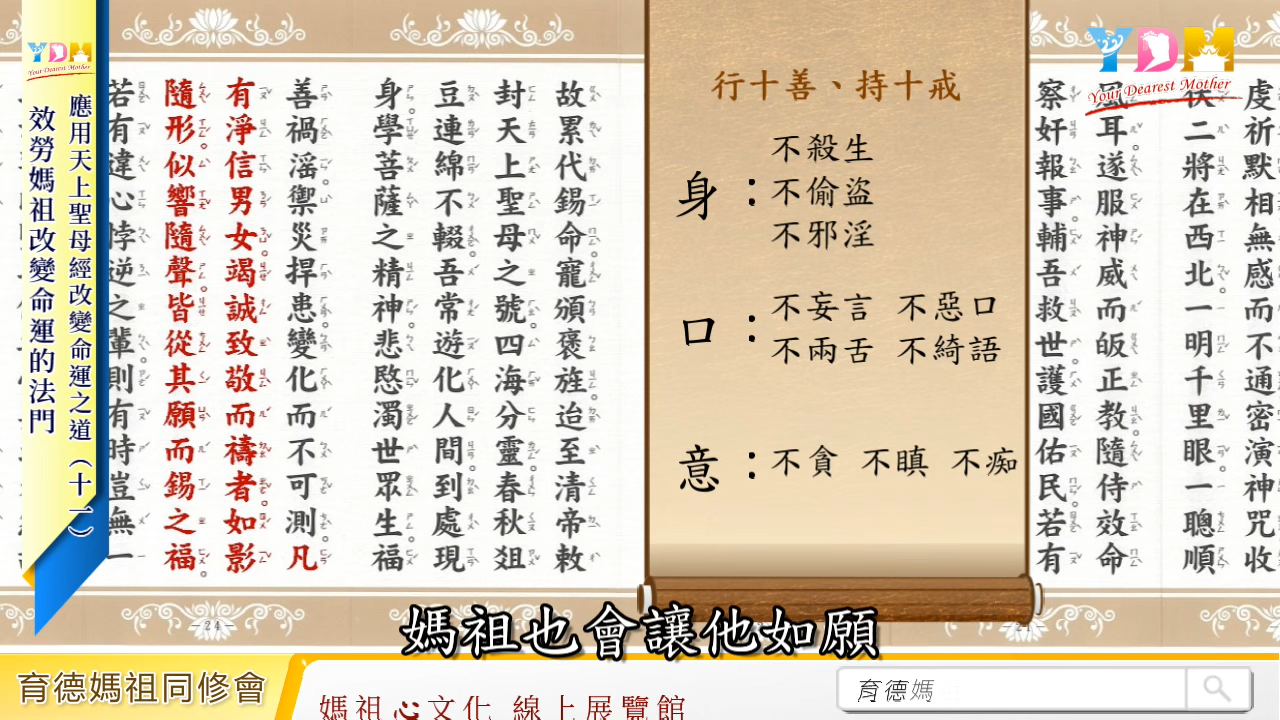 YDM
Your Dearest Mother
應用天上聖母經改變命運之道（十一）
效勞媽祖改變命運的法門
YDM
Your Dearest Mother
行十善、持十戒
身：
不殺生
不偷盜
不邪淫
口：
不妄言 不惡口
不兩舌 不綺語
意：不貪 不瞋 不痴
虔祈默相無感而不通密演神咒收
二將在西北。一明千里眼。一聰順
風耳。遂服神威而皈正教。隨侍效命
察奸報事輔吾救世。護國佑民。若有
故累代錫命。寵頒褒旌。迨至清帝敕
封天上聖母之號。四海分靈。春秋俎
豆連綿不輟。吾常遊化人間。到處現
身。學菩薩之精神。悲愍濁世眾生。福
善禍滛。禦災捍患。變化而不可測。凡
有淨信男女。竭誠致敬而禱者。如影
隨形。似響隨聲。皆從其願而錫之福。
若有違心悖逆之輩。則有時豈無一
24
媽祖也會讓他如願
育德媽祖同修會
媽祖心文化 線上展覽館
育德媽